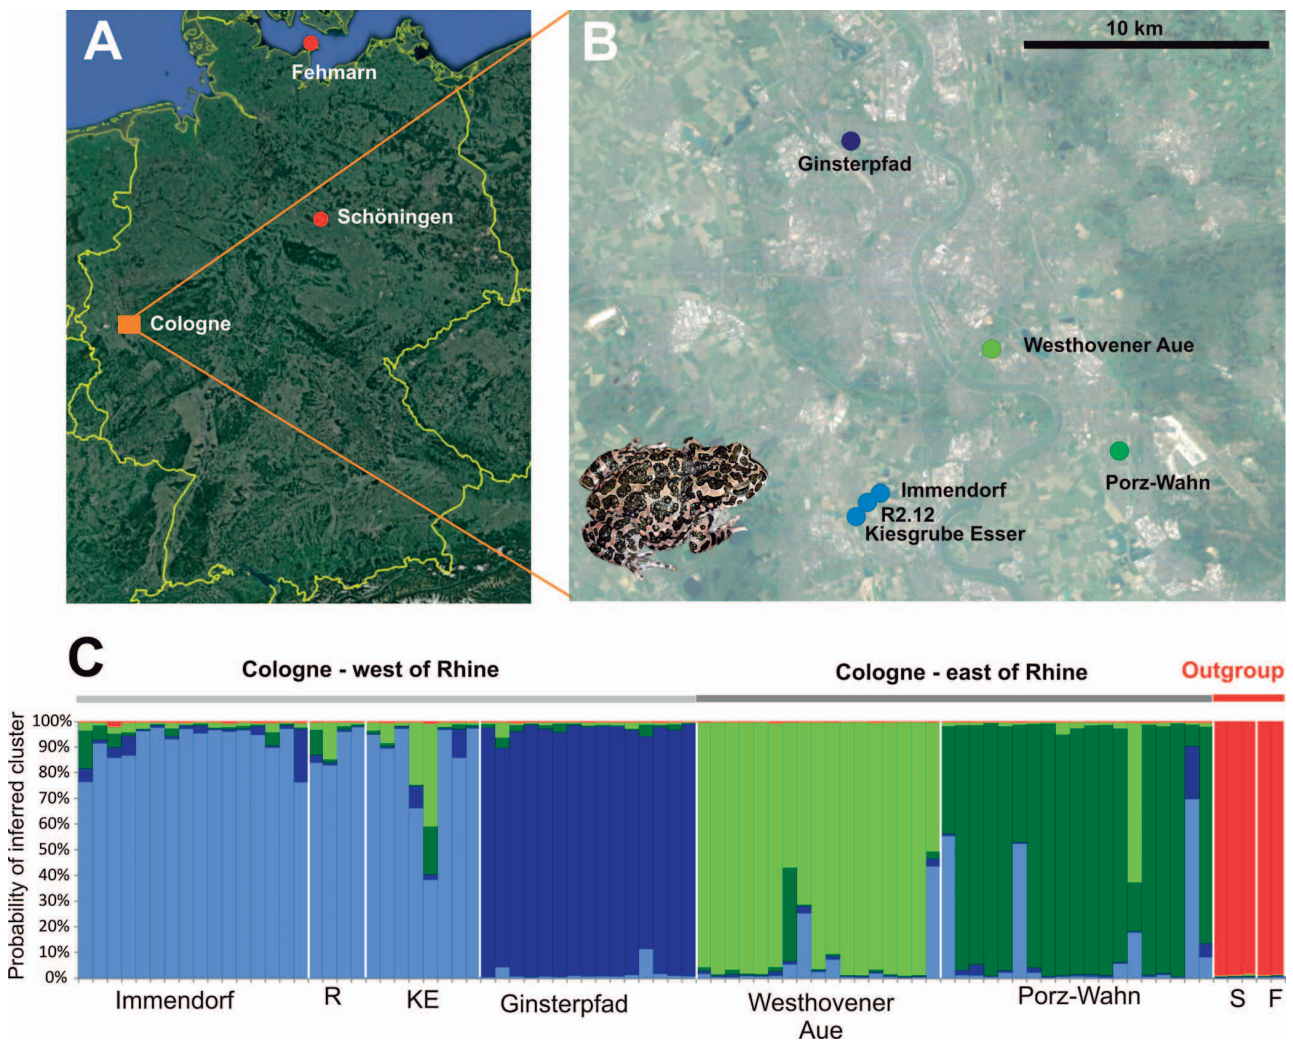 A
Fehmarn
Schöningen
Cologne
B
10 km
Ginsterpfad
Westhovener Aue
Porz-Wahn
Immendorf
R2.12
Kiesgrube Esser
C
Cologne - west of Rhine
Cologne - east of Rhine
Outgroup
Probability of inferred cluster
100%
90%
80%
70%
60%
50%
40%
30%
20%
10%
0%
Immendorf
R
KE
Ginsterpfad
Westhovener
Aue
Porz-Wahn
S
F